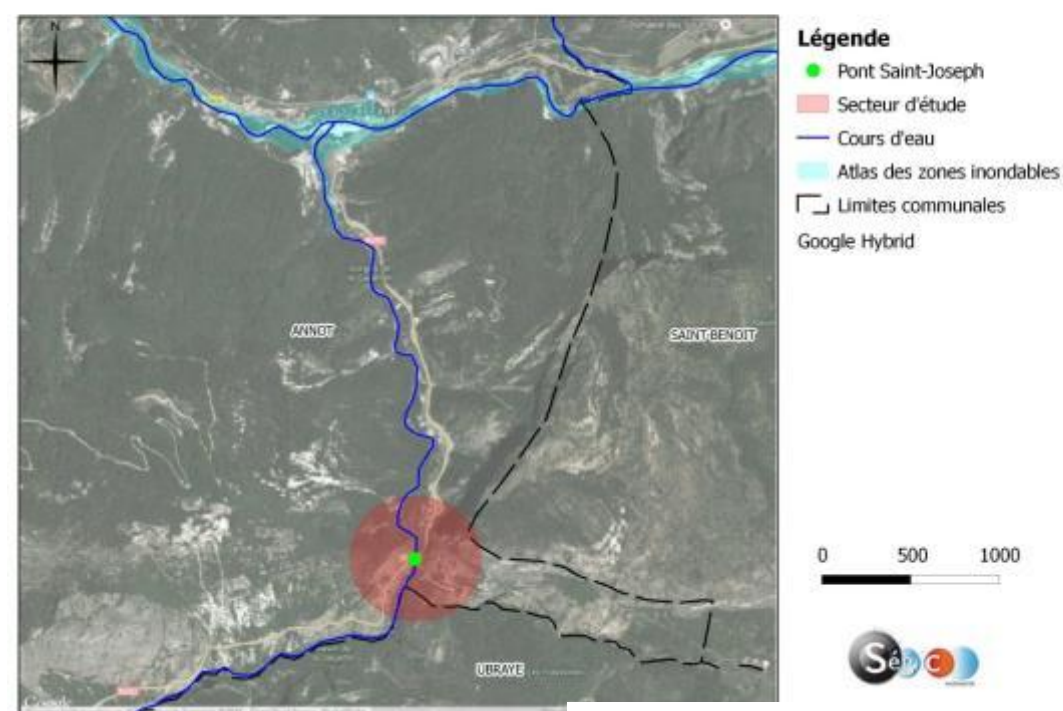 N
ANNOT
SAINT-BENOIT
UBRAYE
Google
Légende
Pont Saint-Joseph
Secteur d'étude
Cours d'eau
Atlas des zones inondables
Limites communales
Google Hybrid
0 500 1000